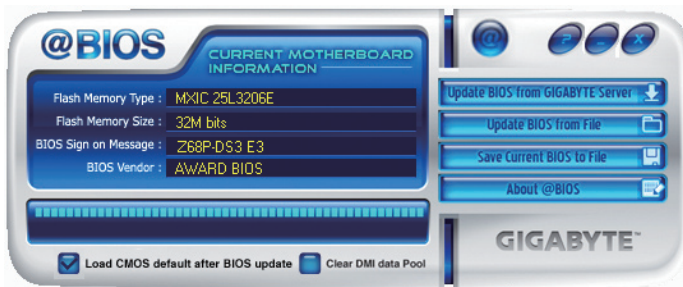 @BIOS
CURRENT MOTHERBOARD
INFORMATION
Flash Memory Type : MXIC 25L3206E
Flash Memory Size : 32M bits
BIOS Sign on Message : Z68P-DS3 E3
BIOS Vendor : AWARD BIOS
Load CMOS default after BIOS update
Clear DMI data Pool
@
? _ X
Update BIOS from GIGABYTE Server
Update BIOS from File
Save Current BIOS to File
About @BIOS
GIGABYTE™